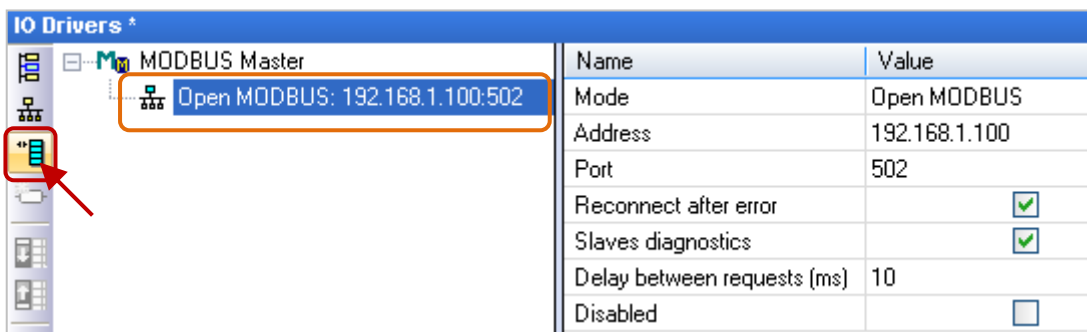 IO Drivers *
MODBUS Master
Open MODBUS: 192.168.1.100:502
Name Value
Mode Open MODBUS
Address 192.168.1.100
Port 502
Reconnect after error
Slaves diagnostics
Delay between requests (ms) 10
Disabled